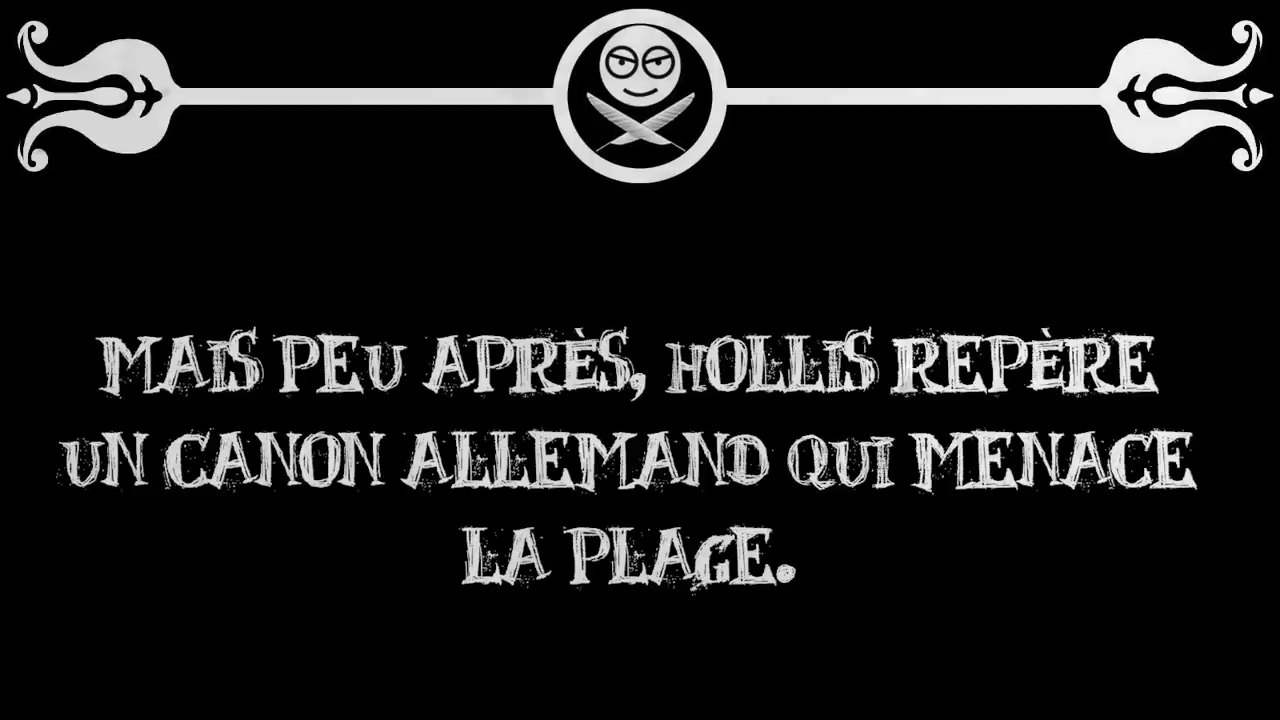 MAIS PEU APRÈS, HOLLIS REPÈRE
UN CANON ALLEMAND QUI MENACE
LA PLAGE.